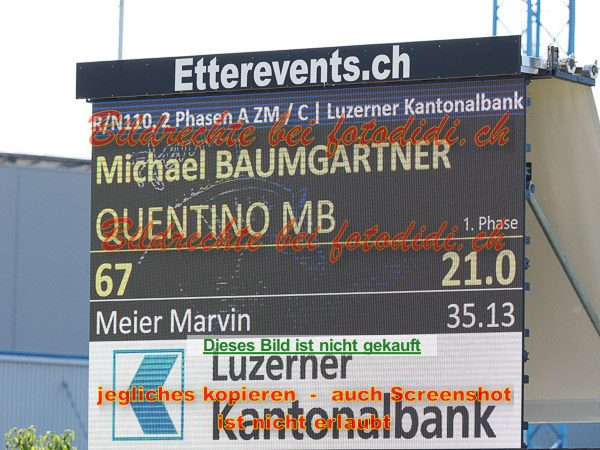 Etterevents.ch
R/N110, 2 Phasen A ZM / C | Luzerner Kantonalbank
Bildrechte bei fotodidi.ch
Michael BAUMGARTNER
QUENTINO MB
1. Phase
Bildrechte bei fotodidi.ch
67 21.0
Meier Marvin 35.13
Dieses Bild ist nicht gekauft
Luzerner
jegliches kopieren - auch Screenshot
Kantonalbank
ist nicht erlaubt